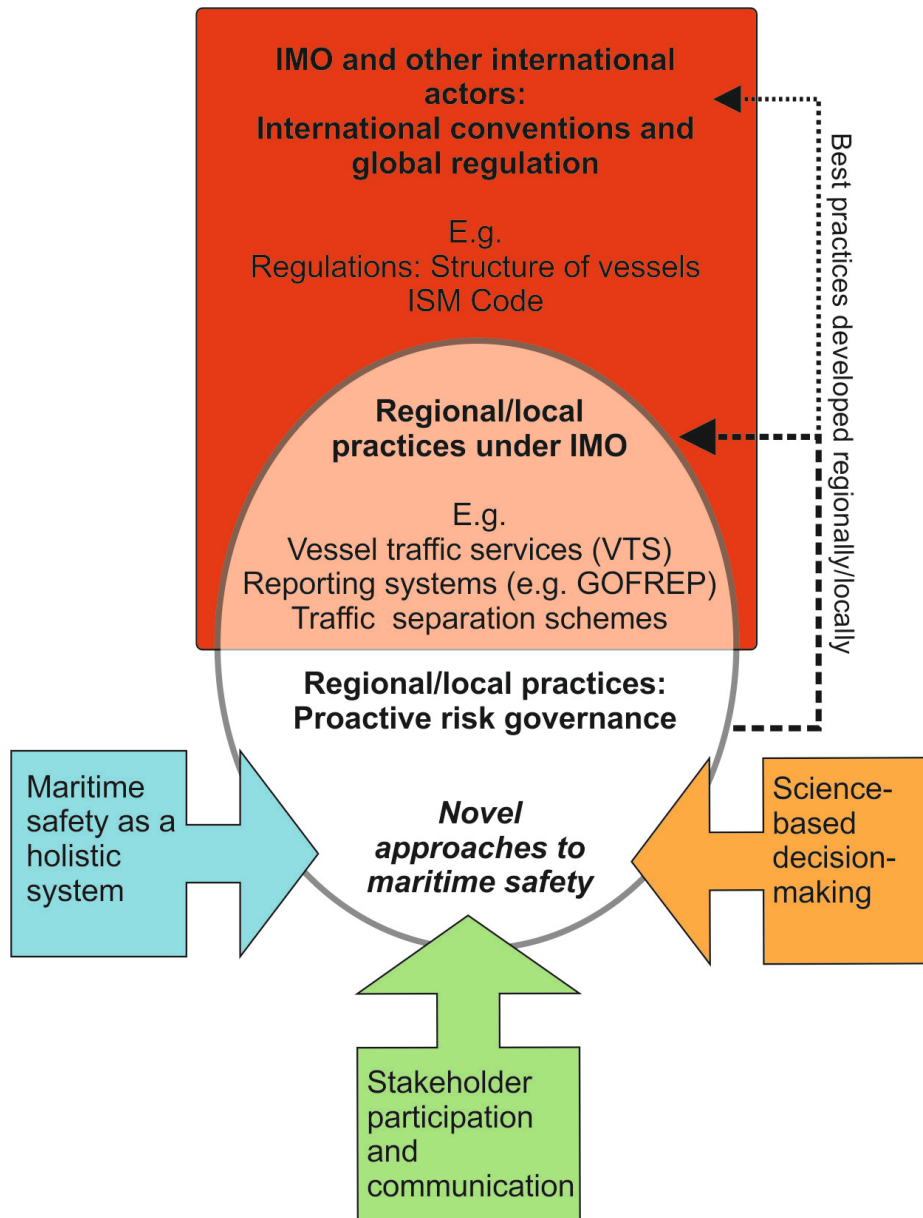 IMO and other international
actors:
International conventions and
global regulation
E.g.
Regulations: Structure of vessels
ISM Code
Best practices developed regionally/locally
Regional/local
practices under IMO
E.g.
Vessel traffic services (VTS)
Reporting systems (e.g. GOFREP)
Traffic separation schemes
Regional/local practices:
Proactive risk governance
Maritime
safety as a
holistic
system
Novel
approaches to
maritime safety
Science-
based
decision-
making
Stakeholder
participation
and
communication